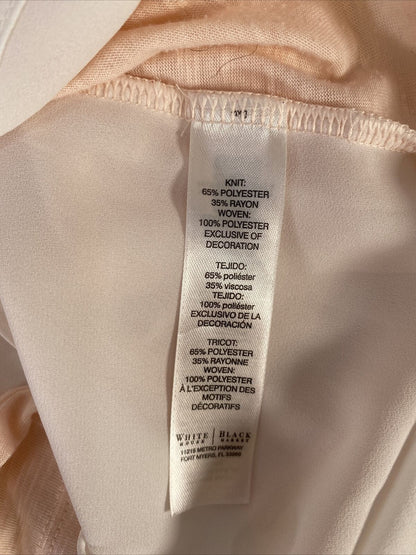 KNIT:
65% POLYESTER
35% RAYON
WOVEN:
100% POLYESTER
EXCLUSIVE OF
DECORATION
TEJIDO:
65% poliéster
35% viscosa
TEJIDO:
100% poliéster
EXCLUSIVO DE LA
DECORACIÓN
TRICOT:
65% POLYESTER
35% RAYONNE
WOVEN:
100% POLYESTER
À L'EXCEPTION DES
MOTIFS
DÉCORATIFS
WHITE | BLACK
HOUSE MARKET
11215 METRO PARKWAY
FORT MYERS, FL 33966